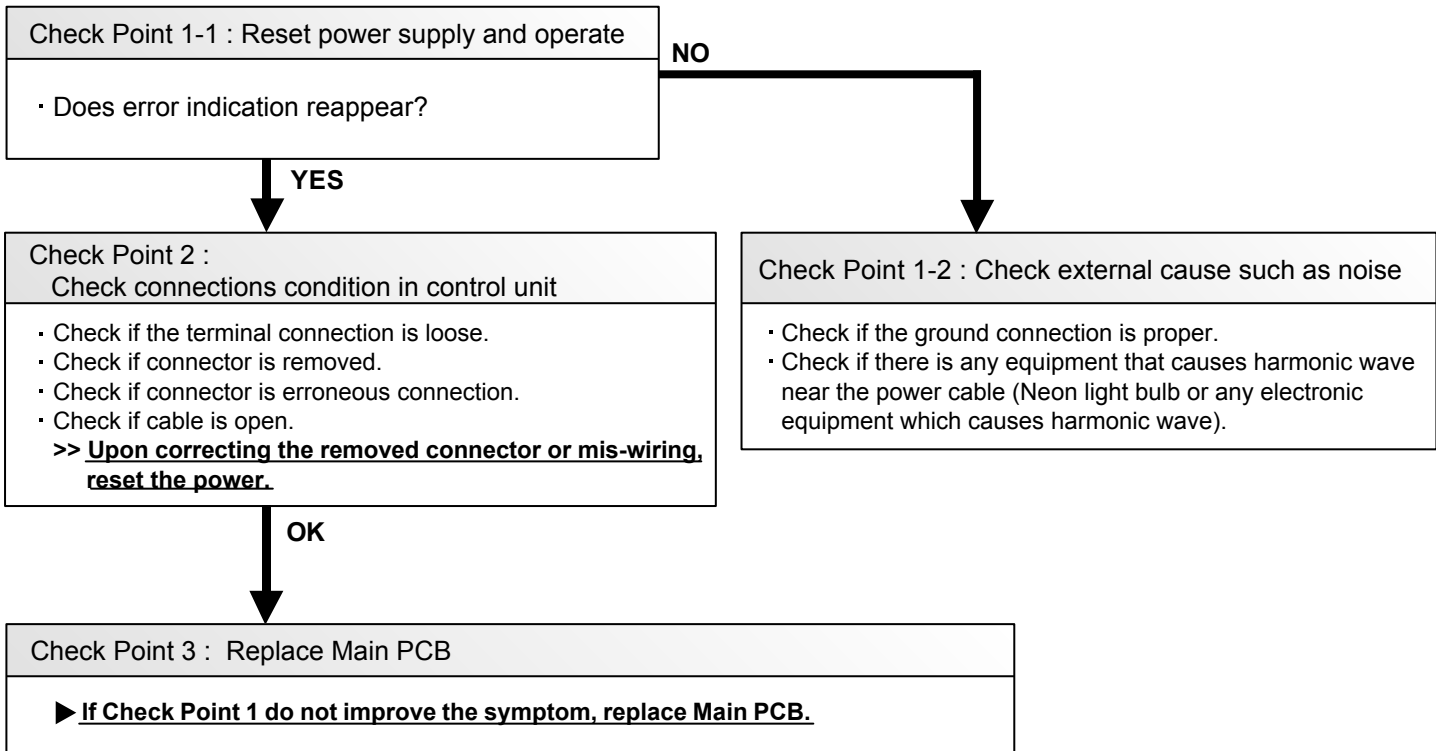 Check Point 1-1 : Reset power supply and operate
NO
・Does error indication reappear?
YES
Check Point 2 :
Check connections condition in control unit
・Check if the terminal connection is loose.
・Check if connector is removed.
・Check if connector is erroneous connection.
・Check if cable is open.
>> Upon correcting the removed connector or mis-wiring,
reset the power.
Check Point 1-2 : Check external cause such as noise
・Check if the ground connection is proper.
・Check if there is any equipment that causes harmonic wave
near the power cable (Neon light bulb or any electronic
equipment which causes harmonic wave).
OK
Check Point 3 : Replace Main PCB
▶If Check Point 1 do not improve the symptom, replace Main PCB.